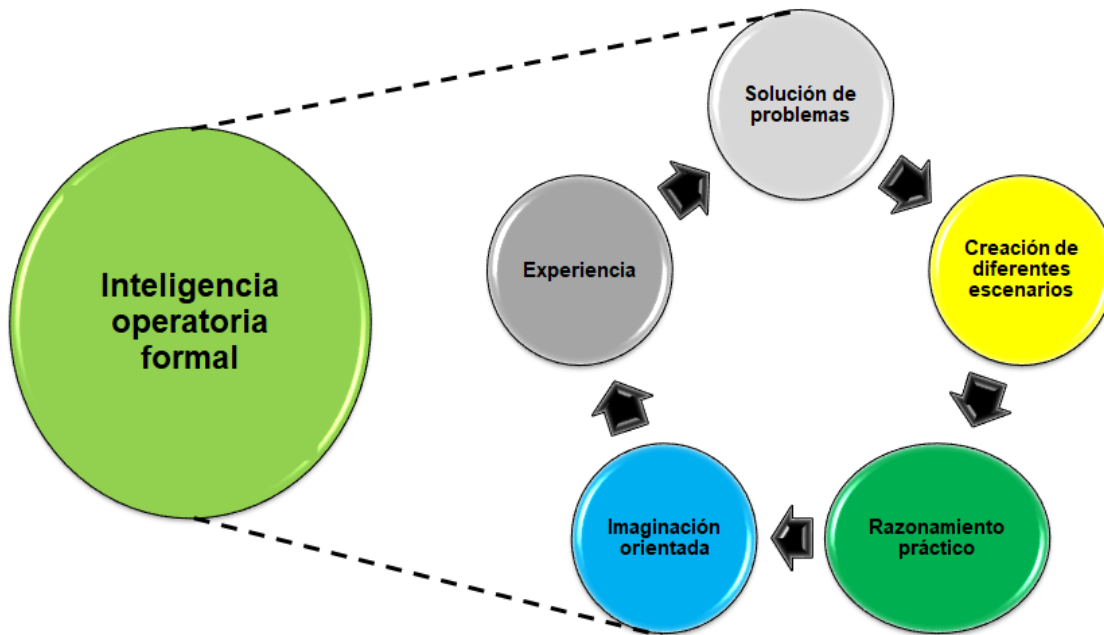 Inteligencia
operatoria
formal
Solución de
problemas
Creación de
diferentes
escenarios
Razonamiento
práctico
Imaginación
orientada
Experiencia